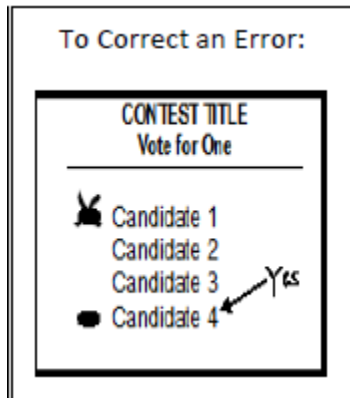 To Correct an Error:
CONTEST TITLE
Vote for One
Candidate 1
Candidate 2
Candidate 3
Yes
Candidate 4